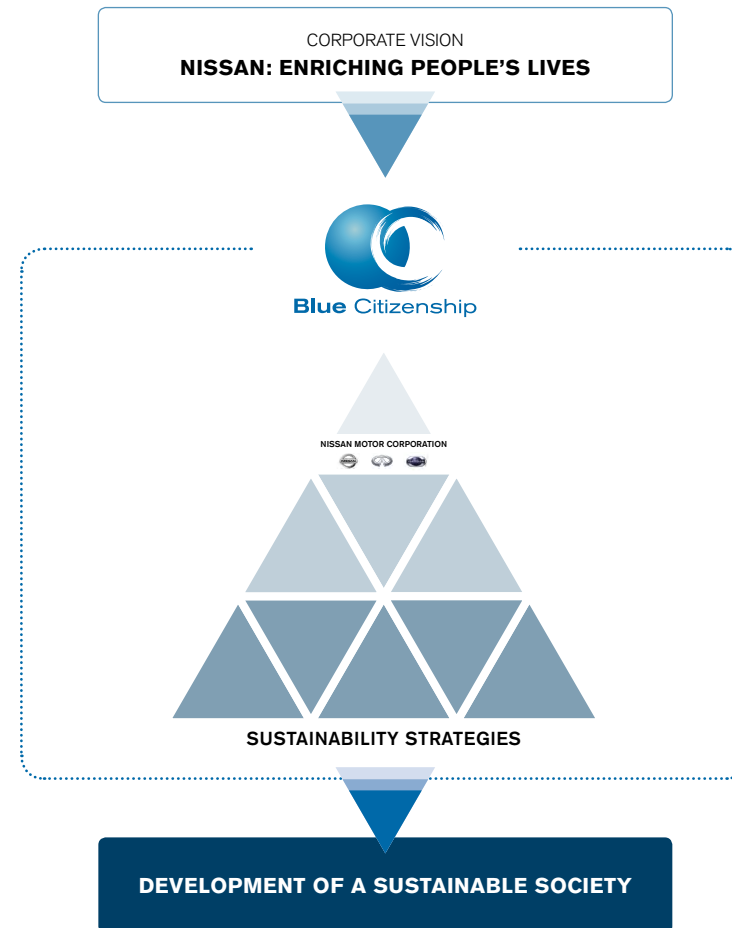 CORPORATE VISION
NISSAN: ENRICHING PEOPLE'S LIVES
Blue Citizenship
NISSAN MOTOR CORPORATION
SUSTAINABILITY STRATEGIES
DEVELOPMENT OF A SUSTAINABLE SOCIETY